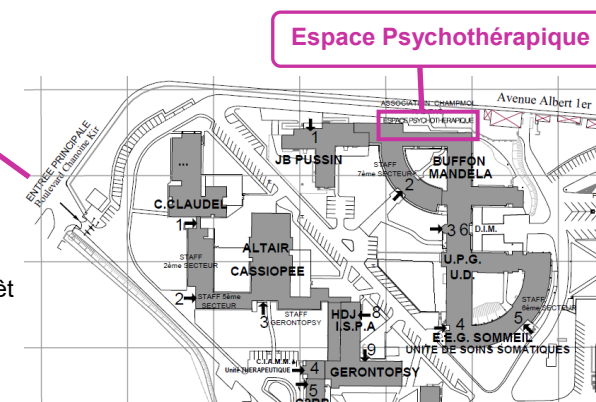 Espace Psychothérapique
ASSOCIATION CHAMPMOL
Avenue Albert 1er
ESPACE PSYCHOTHERAPIQUE
ENTREE PRINCIPALE
Boulevard Chanoine Kir
1
JB PUSSIN
STAFF
7ème SECTEUR
2
BUFFON
MANDELA
...
C.CLAUDEL
1
3 6
D.I.M.
STAFF
2ème SECTEUR
ALTAIR
CASSIOPEE
U.P.G.
U.D.
êt
2
STAFF 5ème
SECTEUR
3
STAFF
GERONTOPSY
HDJ
I.S.P.A
8
STAFF
5
4
E.E.G. SOMMEIL
UNITE DE SOINS SOMATIQUES
9
C.I.A.M.M.
Unité THERAPEUTIQUE
4
GERONTOPSY
5